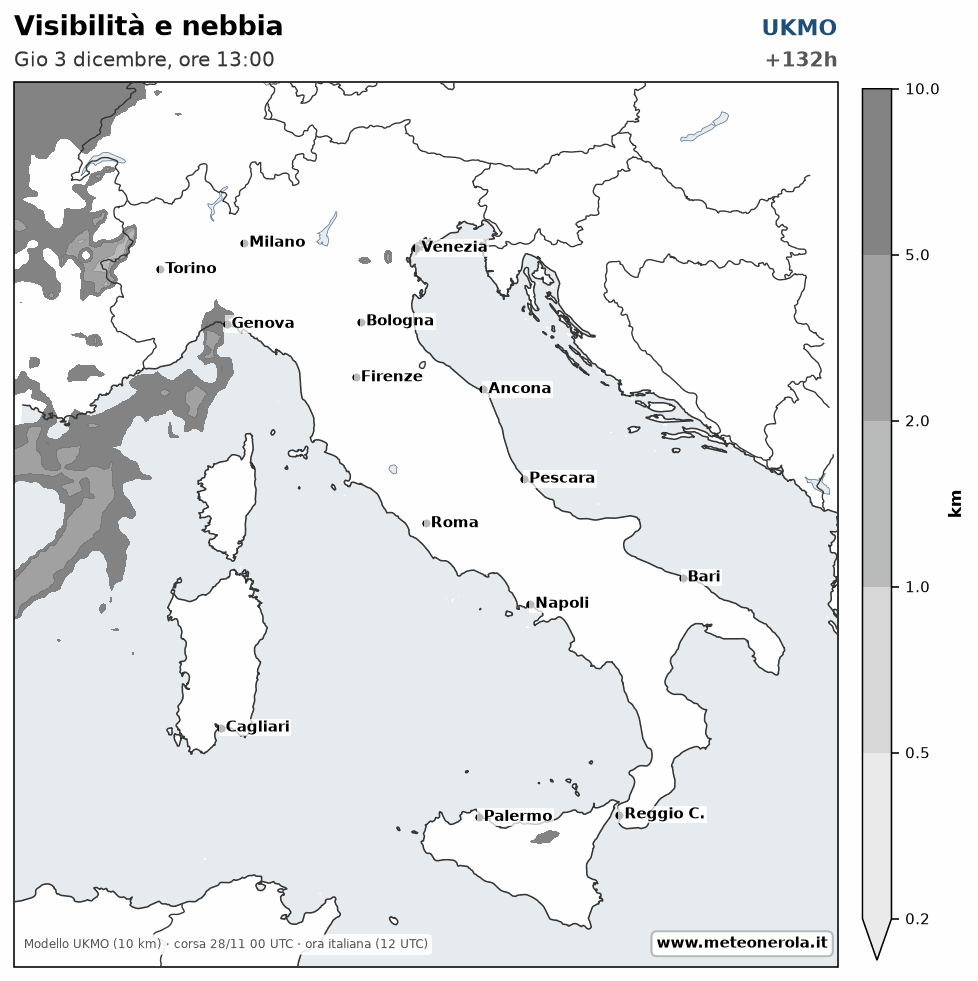 Visibilità e nebbia
UKMO
Gio 3 dicembre, ore 13:00
+132h
10.0
5.0
2.0
1.0
0.5
0.2
km
Milano
Venezia
Torino
Genova
Bologna
Firenze
Ancona
Pescara
Roma
Bari
Napoli
Cagliari
Palermo
Reggio C.
Modello UKMO (10 km) · corsa 28/11 00 UTC · ora italiana (12 UTC)
www.meteonerola.it